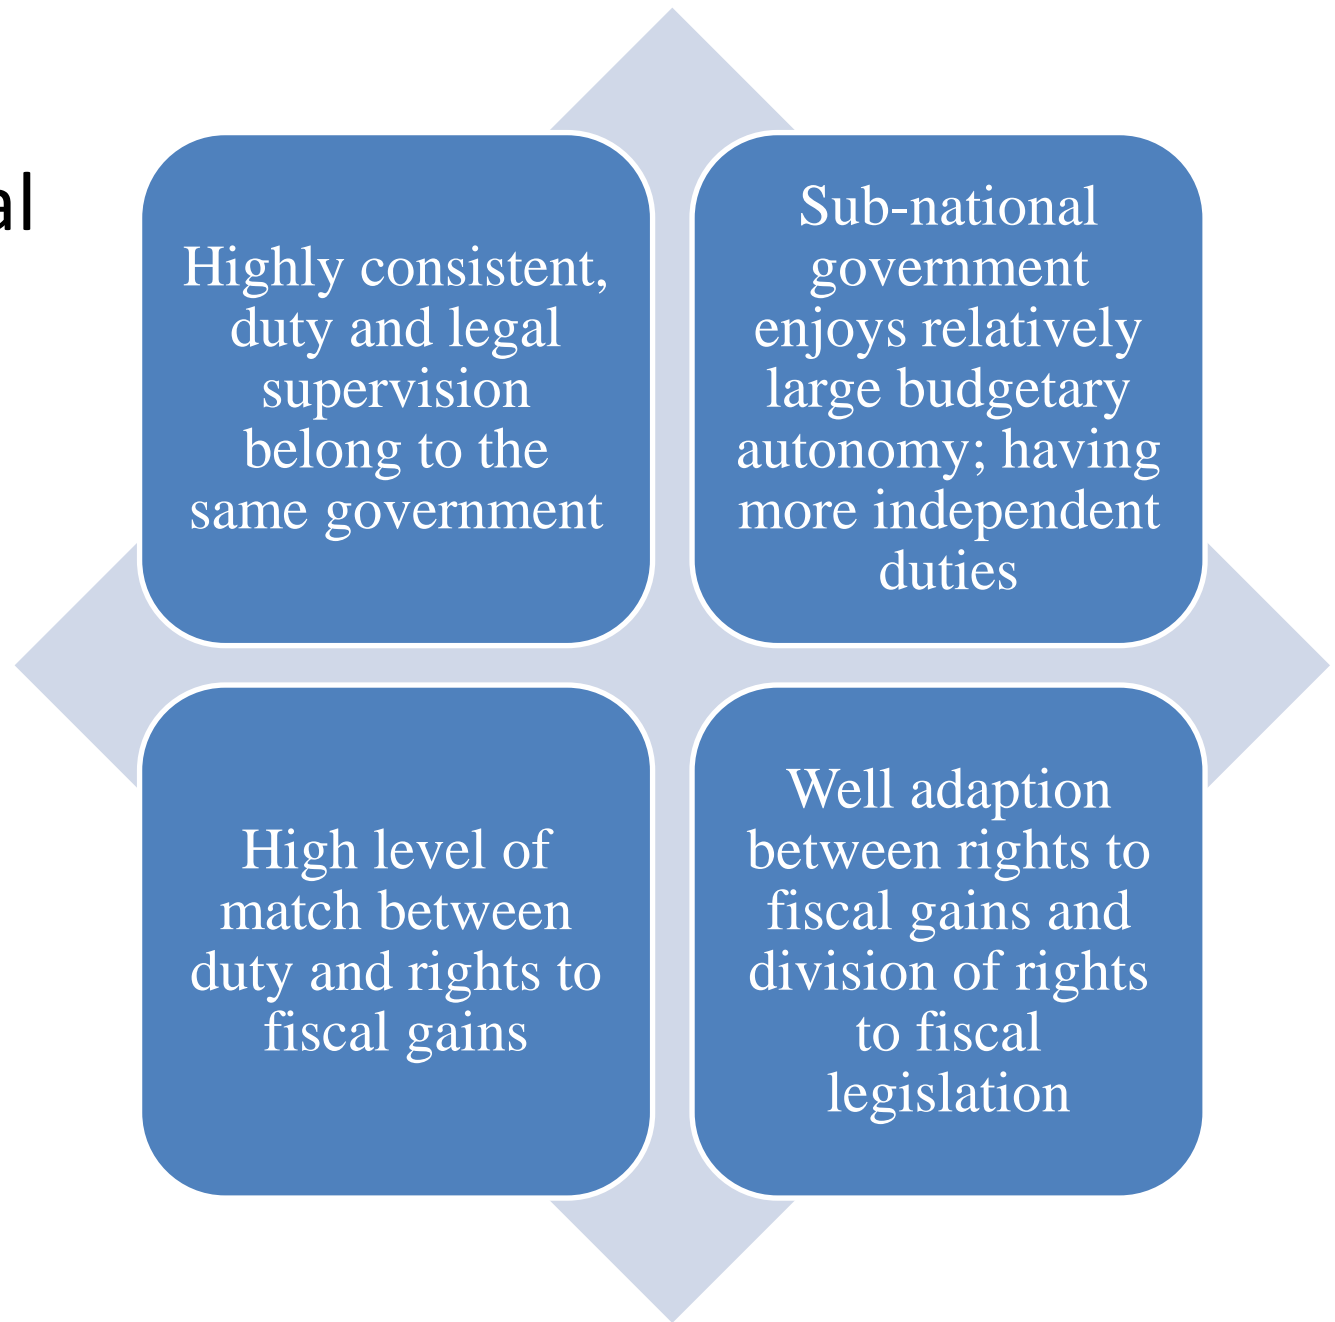 al
Highly consistent,
duty and legal
supervision
belong to the
same government
Sub-national
government
enjoys relatively
large budgetary
autonomy; having
more independent
duties
High level of
match between
duty and rights to
fiscal gains
Well adaption
between rights to
fiscal gains and
division of rights
to fiscal
legislation